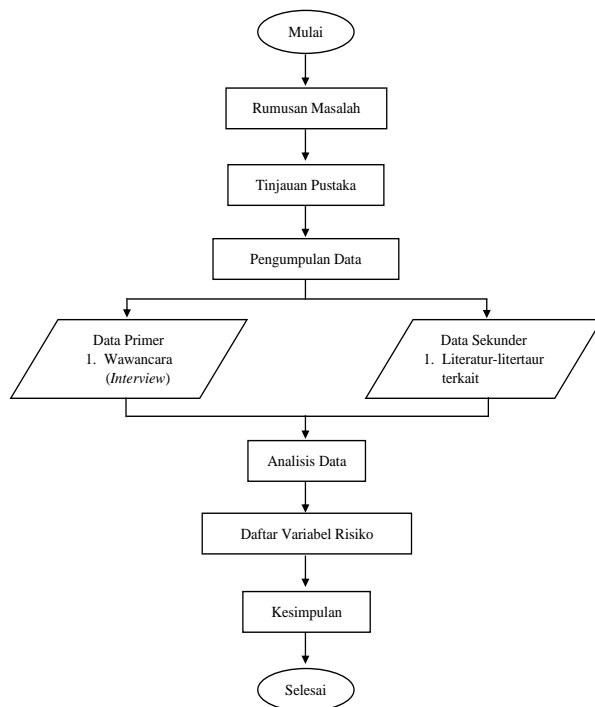 Mulai
Rumusan Masalah
Tinjauan Pustaka
Pengumpulan Data
Data Primer
1. Wawancara
(Interview)
Data Sekunder
1. Literatur-litertaur
terkait
Analisis Data
Daftar Variabel Risiko
Kesimpulan
Selesai